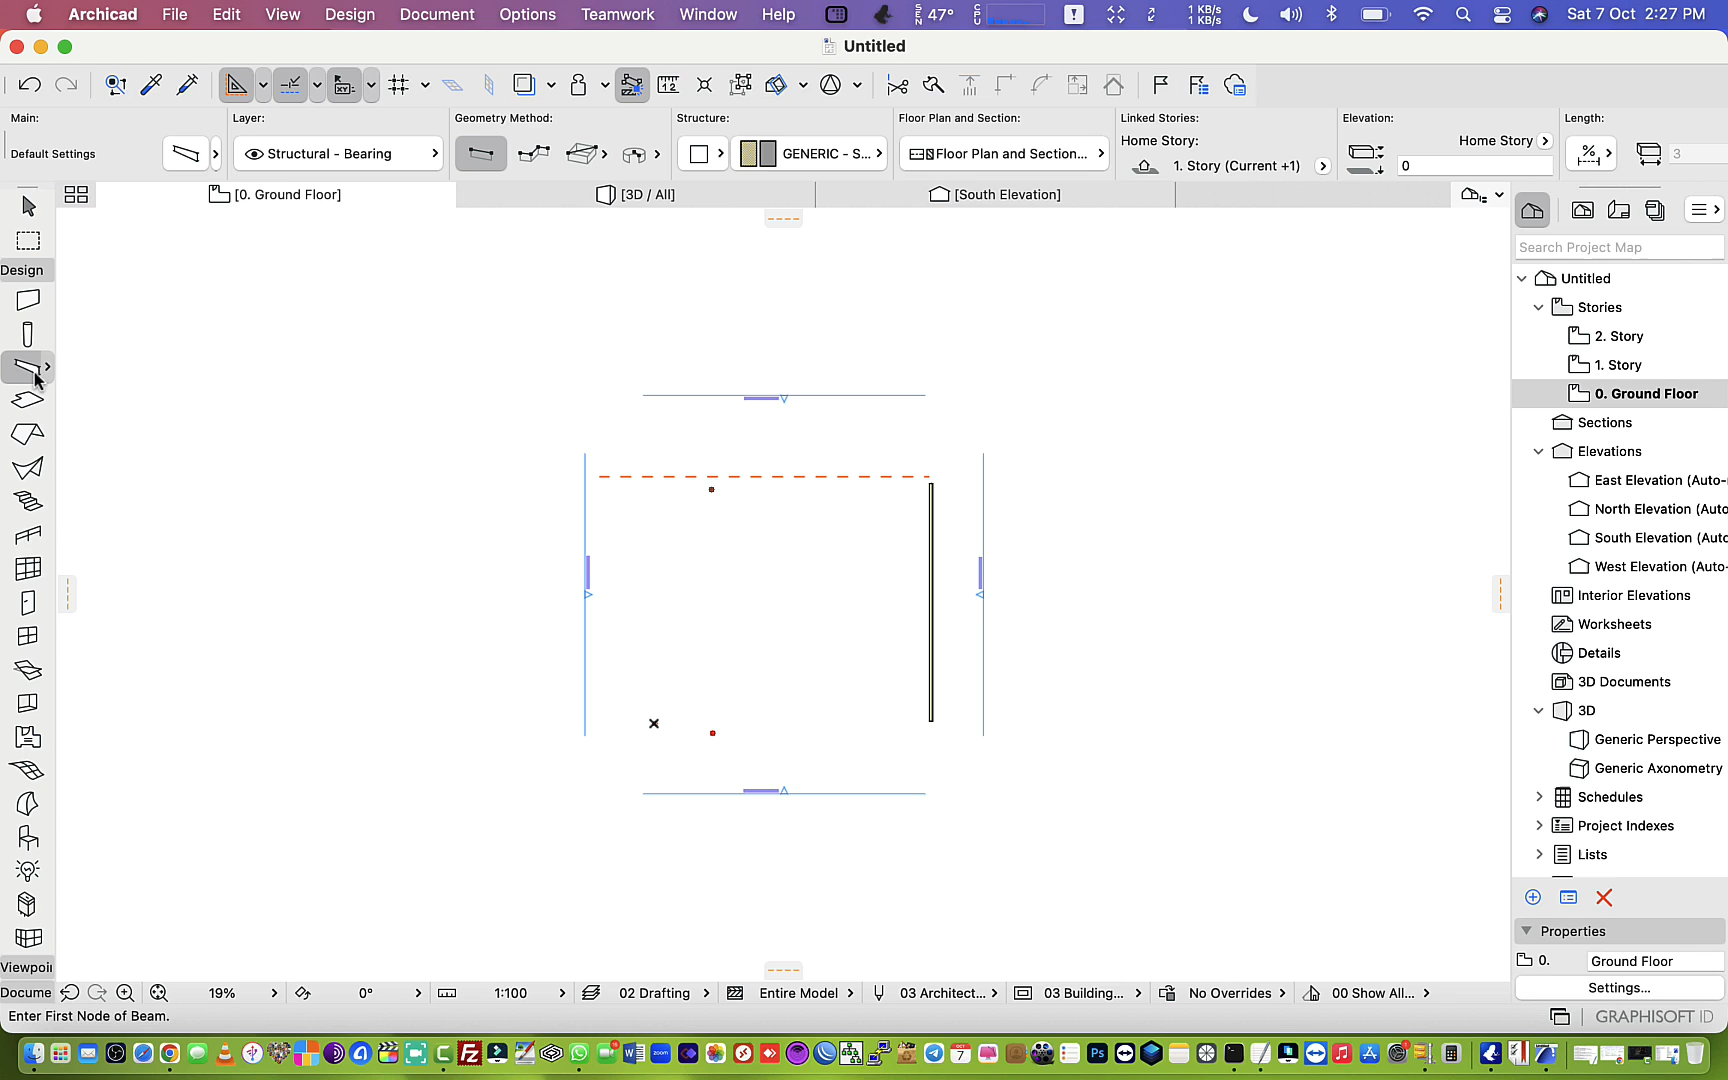 Archicad File Edit View Design Document Options Teamwork Window Help SEN 47° CPU 1 KB/s 1 KB/s Sat 7 Oct 2:27 PM
Untitled
Main: Layer: Geometry Method: Structure: Floor Plan and Section: Linked Stories: Elevation: Length:
Home Story: Home Story
Default Settings Structural - Bearing GENERIC - S... Floor Plan and Section... 1. Story (Current +1) 0 3
[0. Ground Floor] [3D / All] [South Elevation]
Search Project Map
Design
Untitled
Stories
2. Story
1. Story
0. Ground Floor
Sections
Elevations
East Elevation (Auto-
North Elevation (Auto
South Elevation (Auto
West Elevation (Auto-
Interior Elevations
Worksheets
Details
3D Documents
3D
Generic Perspective
Generic Axonometry
Schedules
Project Indexes
Lists
Properties
0. Ground Floor
Settings...
Viewpoi
Docume 19% 0° 1:100 02 Drafting Entire Model 03 Architect... 03 Building... No Overrides 00 Show All...
Enter First Node of Beam. GRAPHISOFT ID